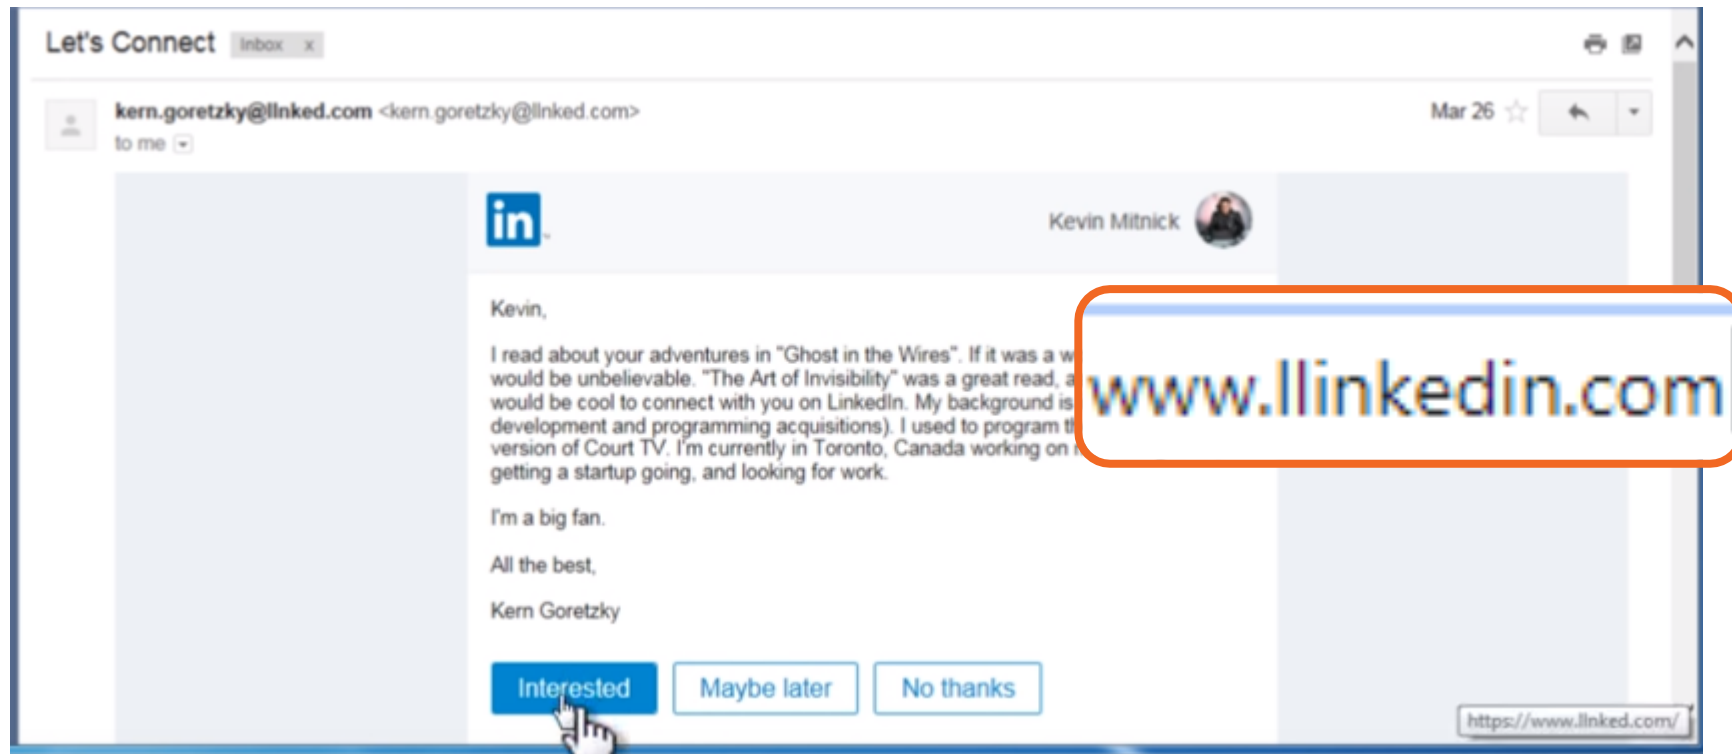 Let's Connect Inbox x
kern.goretzky@llnked.com <kern.goretzky@llnked.com> Mar 26
to me
in
Kevin Mitnick
Kevin,
I read about your adventures in "Ghost in the Wires". If it was a w
would be unbelievable. "The Art of Invisibility" was a great read, a
would be cool to connect with you on LinkedIn. My background is
development and programming acquisitions). I used to program th
version of Court TV. I'm currently in Toronto, Canada working on
getting a startup going, and looking for work.
www.llinkedin.com
I'm a big fan.
All the best,
Kern Goretzky
Interested Maybe later No thanks
https://www.llnked.com/